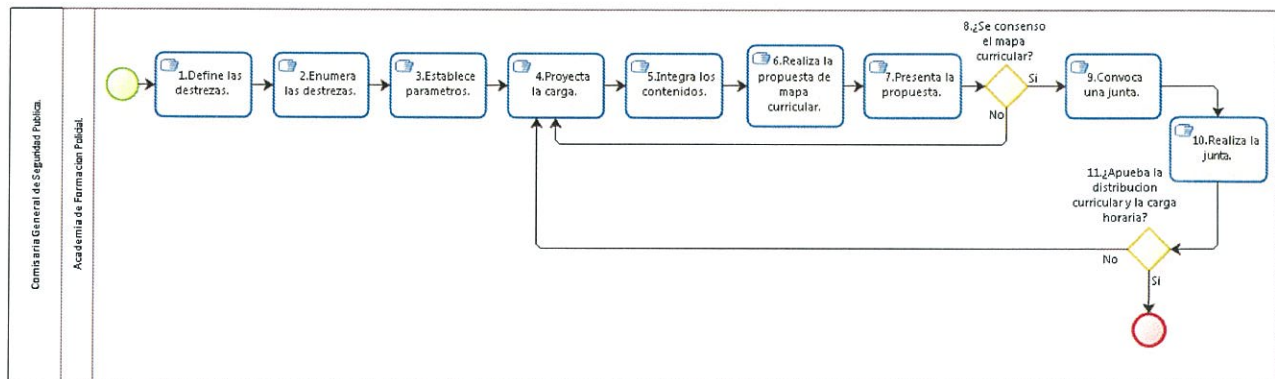 Comisaria General de Seguridad Publica.
Academia de Formacion Policial.
1.Define las
destrezas.
2.Enumera
las destrezas.
3.Establece
parametros.
4.Proyecta
la carga.
5.Integra los
contenidos.
6.Realiza la
propuesta de
mapa
curricular.
7.Presenta la
propuesta.
8.¿Se consenso
el mapa
curricular?
Si
No
9.Convoca
una junta.
10.Realiza la
junta.
11.¿Apueba la
distribucion
curricular y la carga
horaria?
No
Si